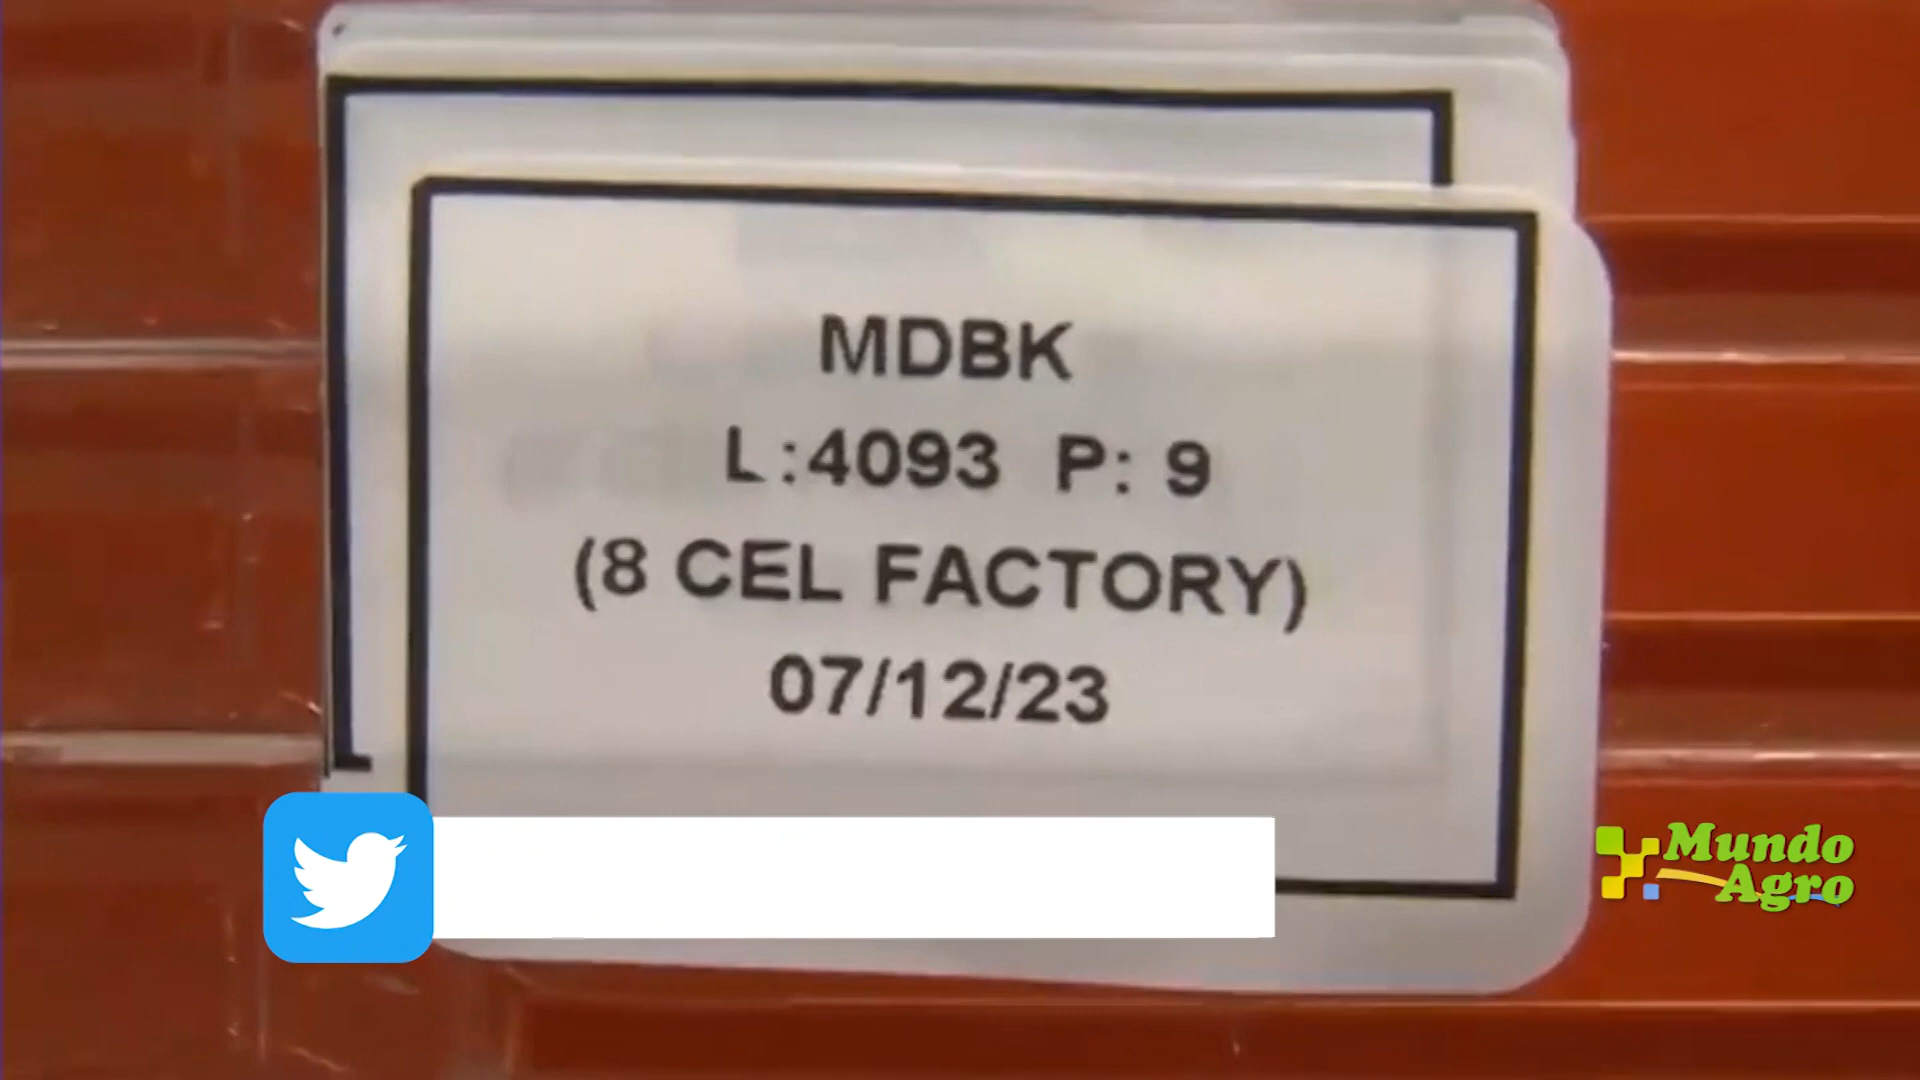 MDBK
L:4093 P: 9
(8 CEL FACTORY)
07/12/23
Mundo
Agro